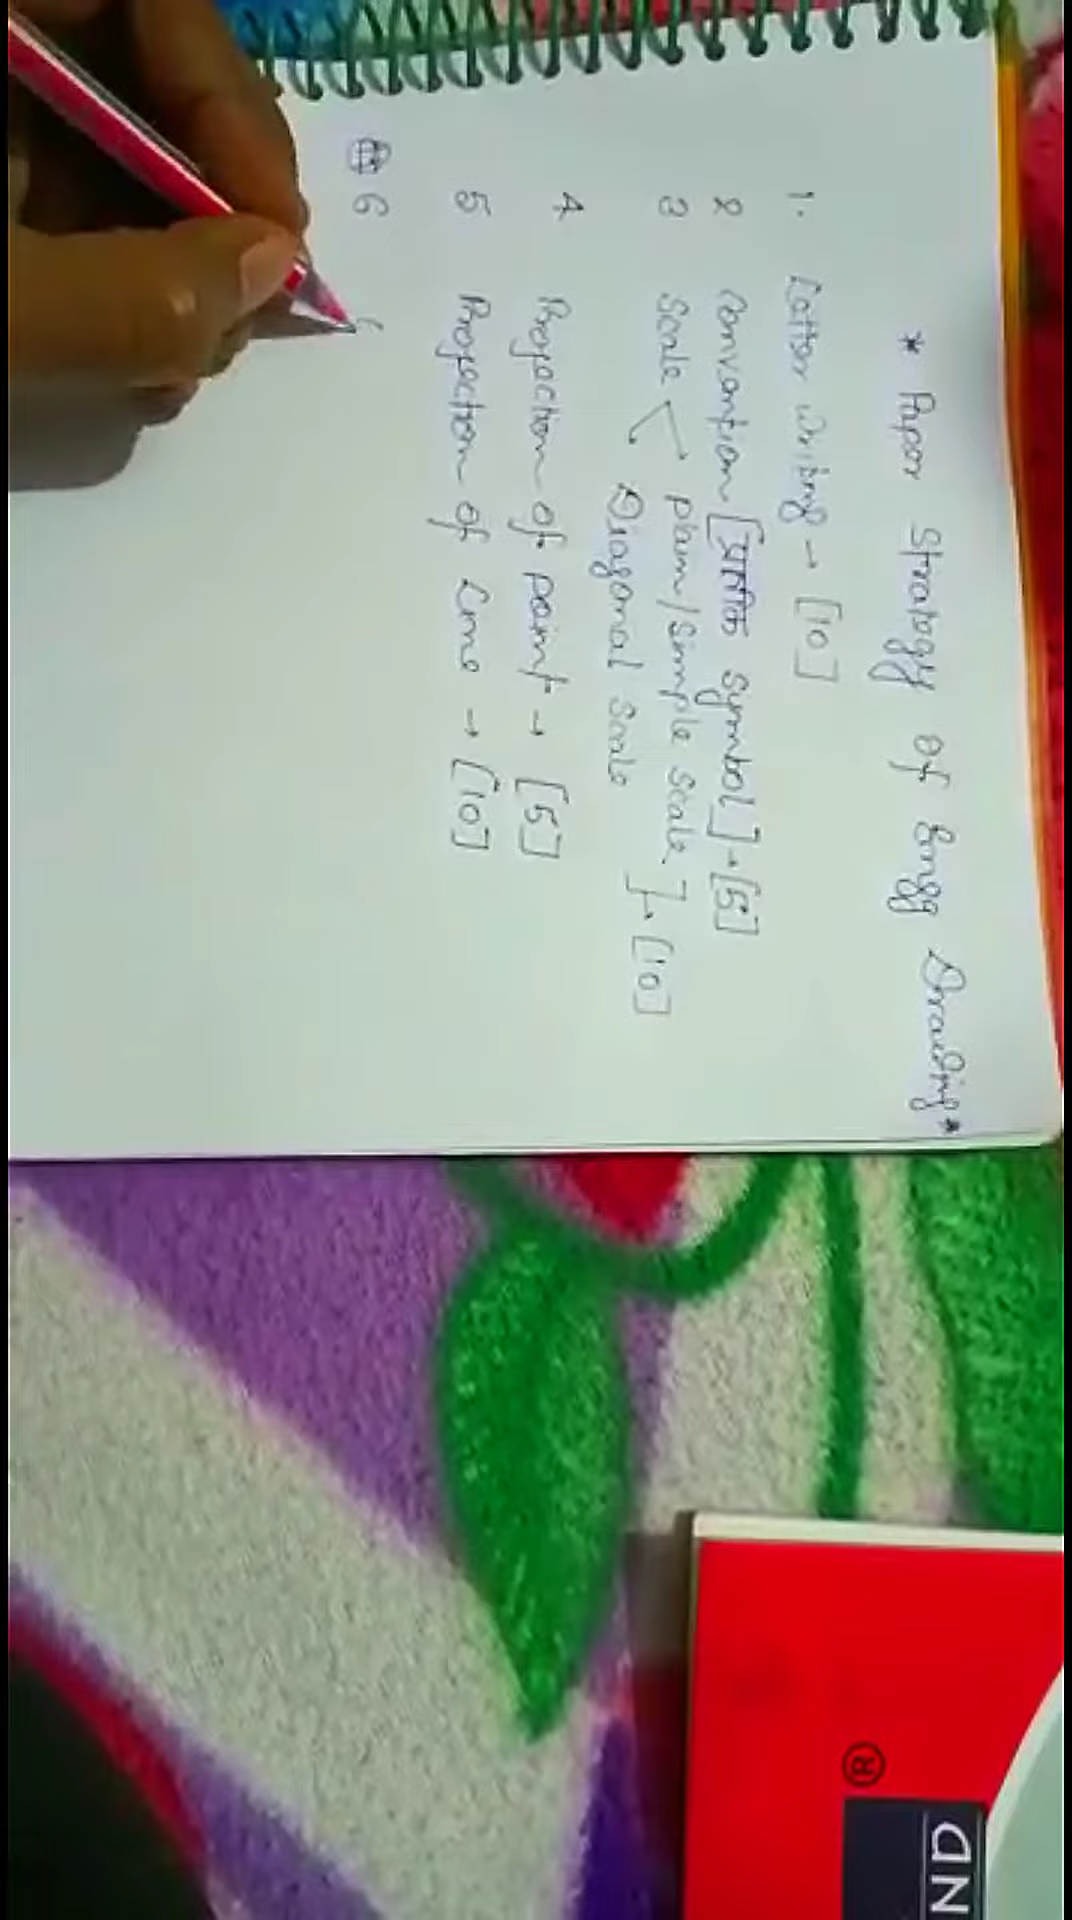 * Paper Strategy of Engg Drawing *
1. Letter writing → [10]
2 convention [प्रतीक symbol] → [5]
3 Scale plain/simple scale
Diagonal scale } → [10]
4 Projection of point → [5]
5 Projection of Line → [10]
6
®
an